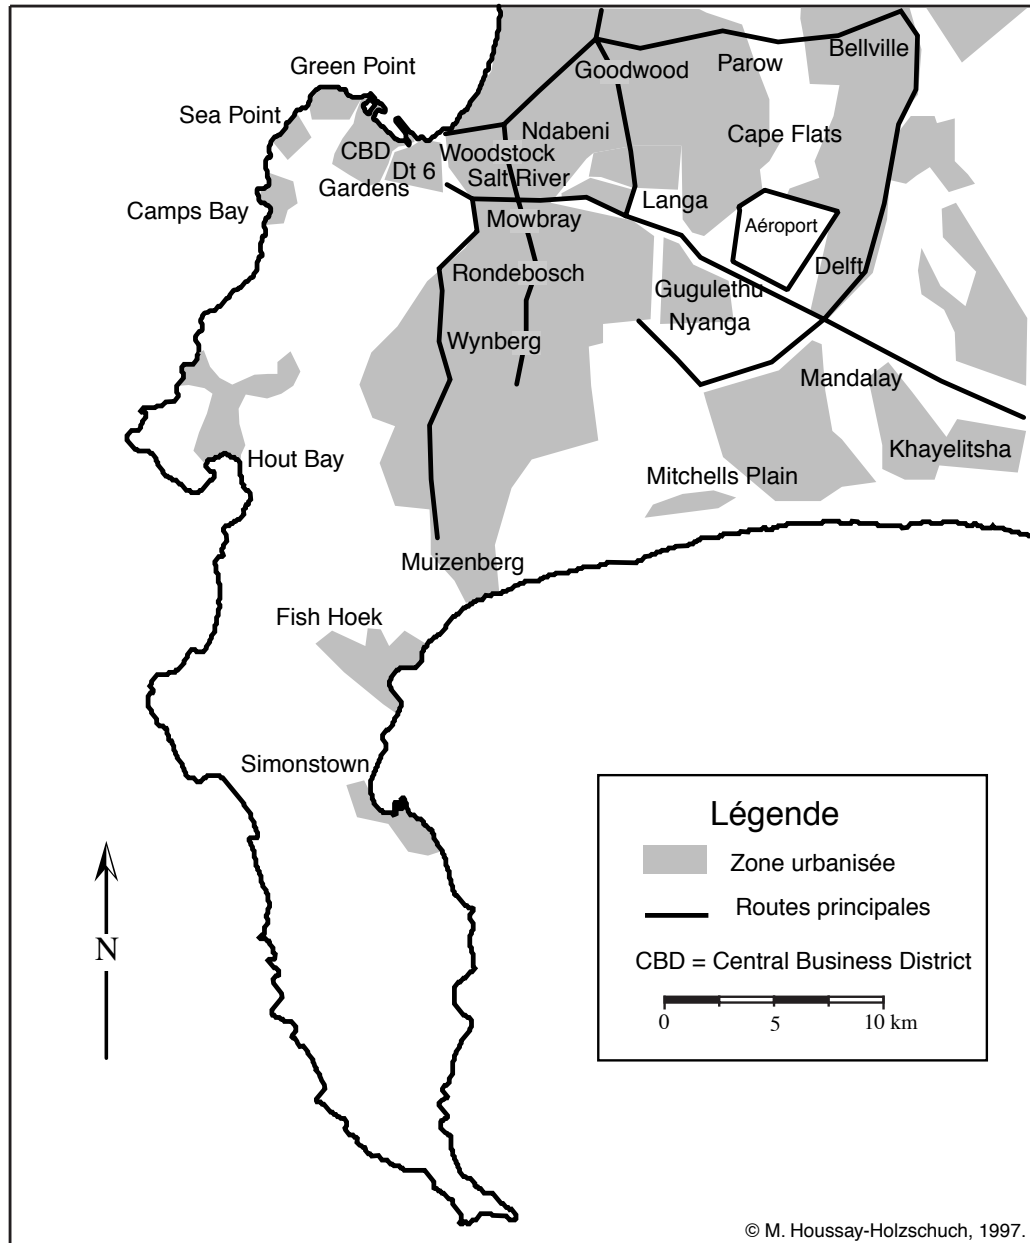 Green Point
Sea Point
CBD
Dt 6
Gardens
Camps Bay
Goodwood
Parow
Bellville
Ndabeni
Cape Flats
Woodstock
Salt River
Langa
Mowbray
Aéroport
Rondebosch
Delft
Gugulethu
Nyanga
Wynberg
Mandalay
Hout Bay
Mitchells Plain
Khayelitsha
Muizenberg
Fish Hoek
Simonstown
N
Légende
Zone urbanisée
Routes principales
CBD = Central Business District
0 5 10 km
© M. Houssay-Holzschuch, 1997.